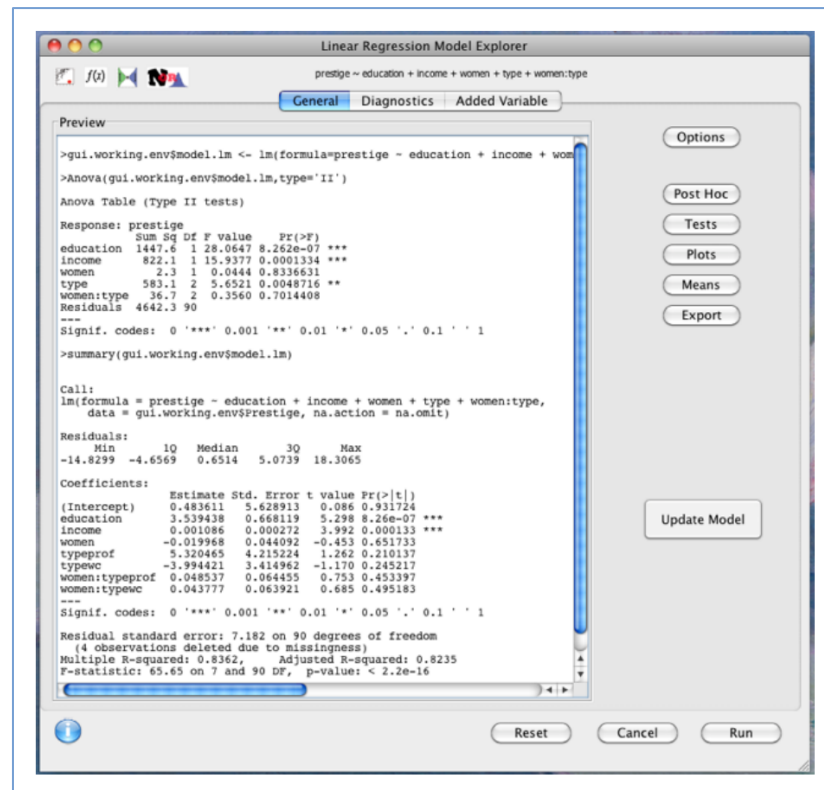 Linear Regression Model Explorer
f(x)
prestige ~ education + income + women + type + women:type
General Diagnostics Added Variable
Preview
>gui.working.env$model.lm <- lm(formula=prestige ~ education + income + wom
>Anova(gui.working.env$model.lm,type='II')
Anova Table (Type II tests)
Response: prestige
Sum Sq Df F value Pr(>F)
education 1447.6 1 28.0647 8.262e-07 ***
income 822.1 1 15.9377 0.0001334 ***
women 2.3 1 0.0444 0.8336631
type 583.1 2 5.6521 0.0048716 **
women:type 36.7 2 0.3560 0.7014408
Residuals 4642.3 90
---
Signif. codes: 0 '***' 0.001 '**' 0.01 '*' 0.05 '.' 0.1 ' ' 1
>summary(gui.working.env$model.lm)
Call:
lm(formula = prestige ~ education + income + women + type + women:type,
data = gui.working.env$Prestige, na.action = na.omit)
Residuals:
Min 1Q Median 3Q Max
-14.8299 -4.6569 0.6514 5.0739 18.3065
Coefficients:
Estimate Std. Error t value Pr(>|t|)
(Intercept) 0.483611 5.628913 0.086 0.931724
education 3.539438 0.668119 5.298 8.26e-07 ***
income 0.001086 0.000272 3.992 0.000133 ***
women -0.019968 0.044092 -0.453 0.651733
typeprof 5.320465 4.215224 1.262 0.210137
typewc -3.994421 3.414962 -1.170 0.245217
women:typeprof 0.048537 0.064455 0.753 0.453397
women:typewc 0.043777 0.063921 0.685 0.495183
---
Signif. codes: 0 '***' 0.001 '**' 0.01 '*' 0.05 '.' 0.1 ' ' 1
Residual standard error: 7.182 on 90 degrees of freedom
(4 observations deleted due to missingness)
Multiple R-squared: 0.8362, Adjusted R-squared: 0.8235
F-statistic: 65.65 on 7 and 90 DF, p-value: < 2.2e-16
Options
Post Hoc
Tests
Plots
Means
Export
Update Model
Reset Cancel Run